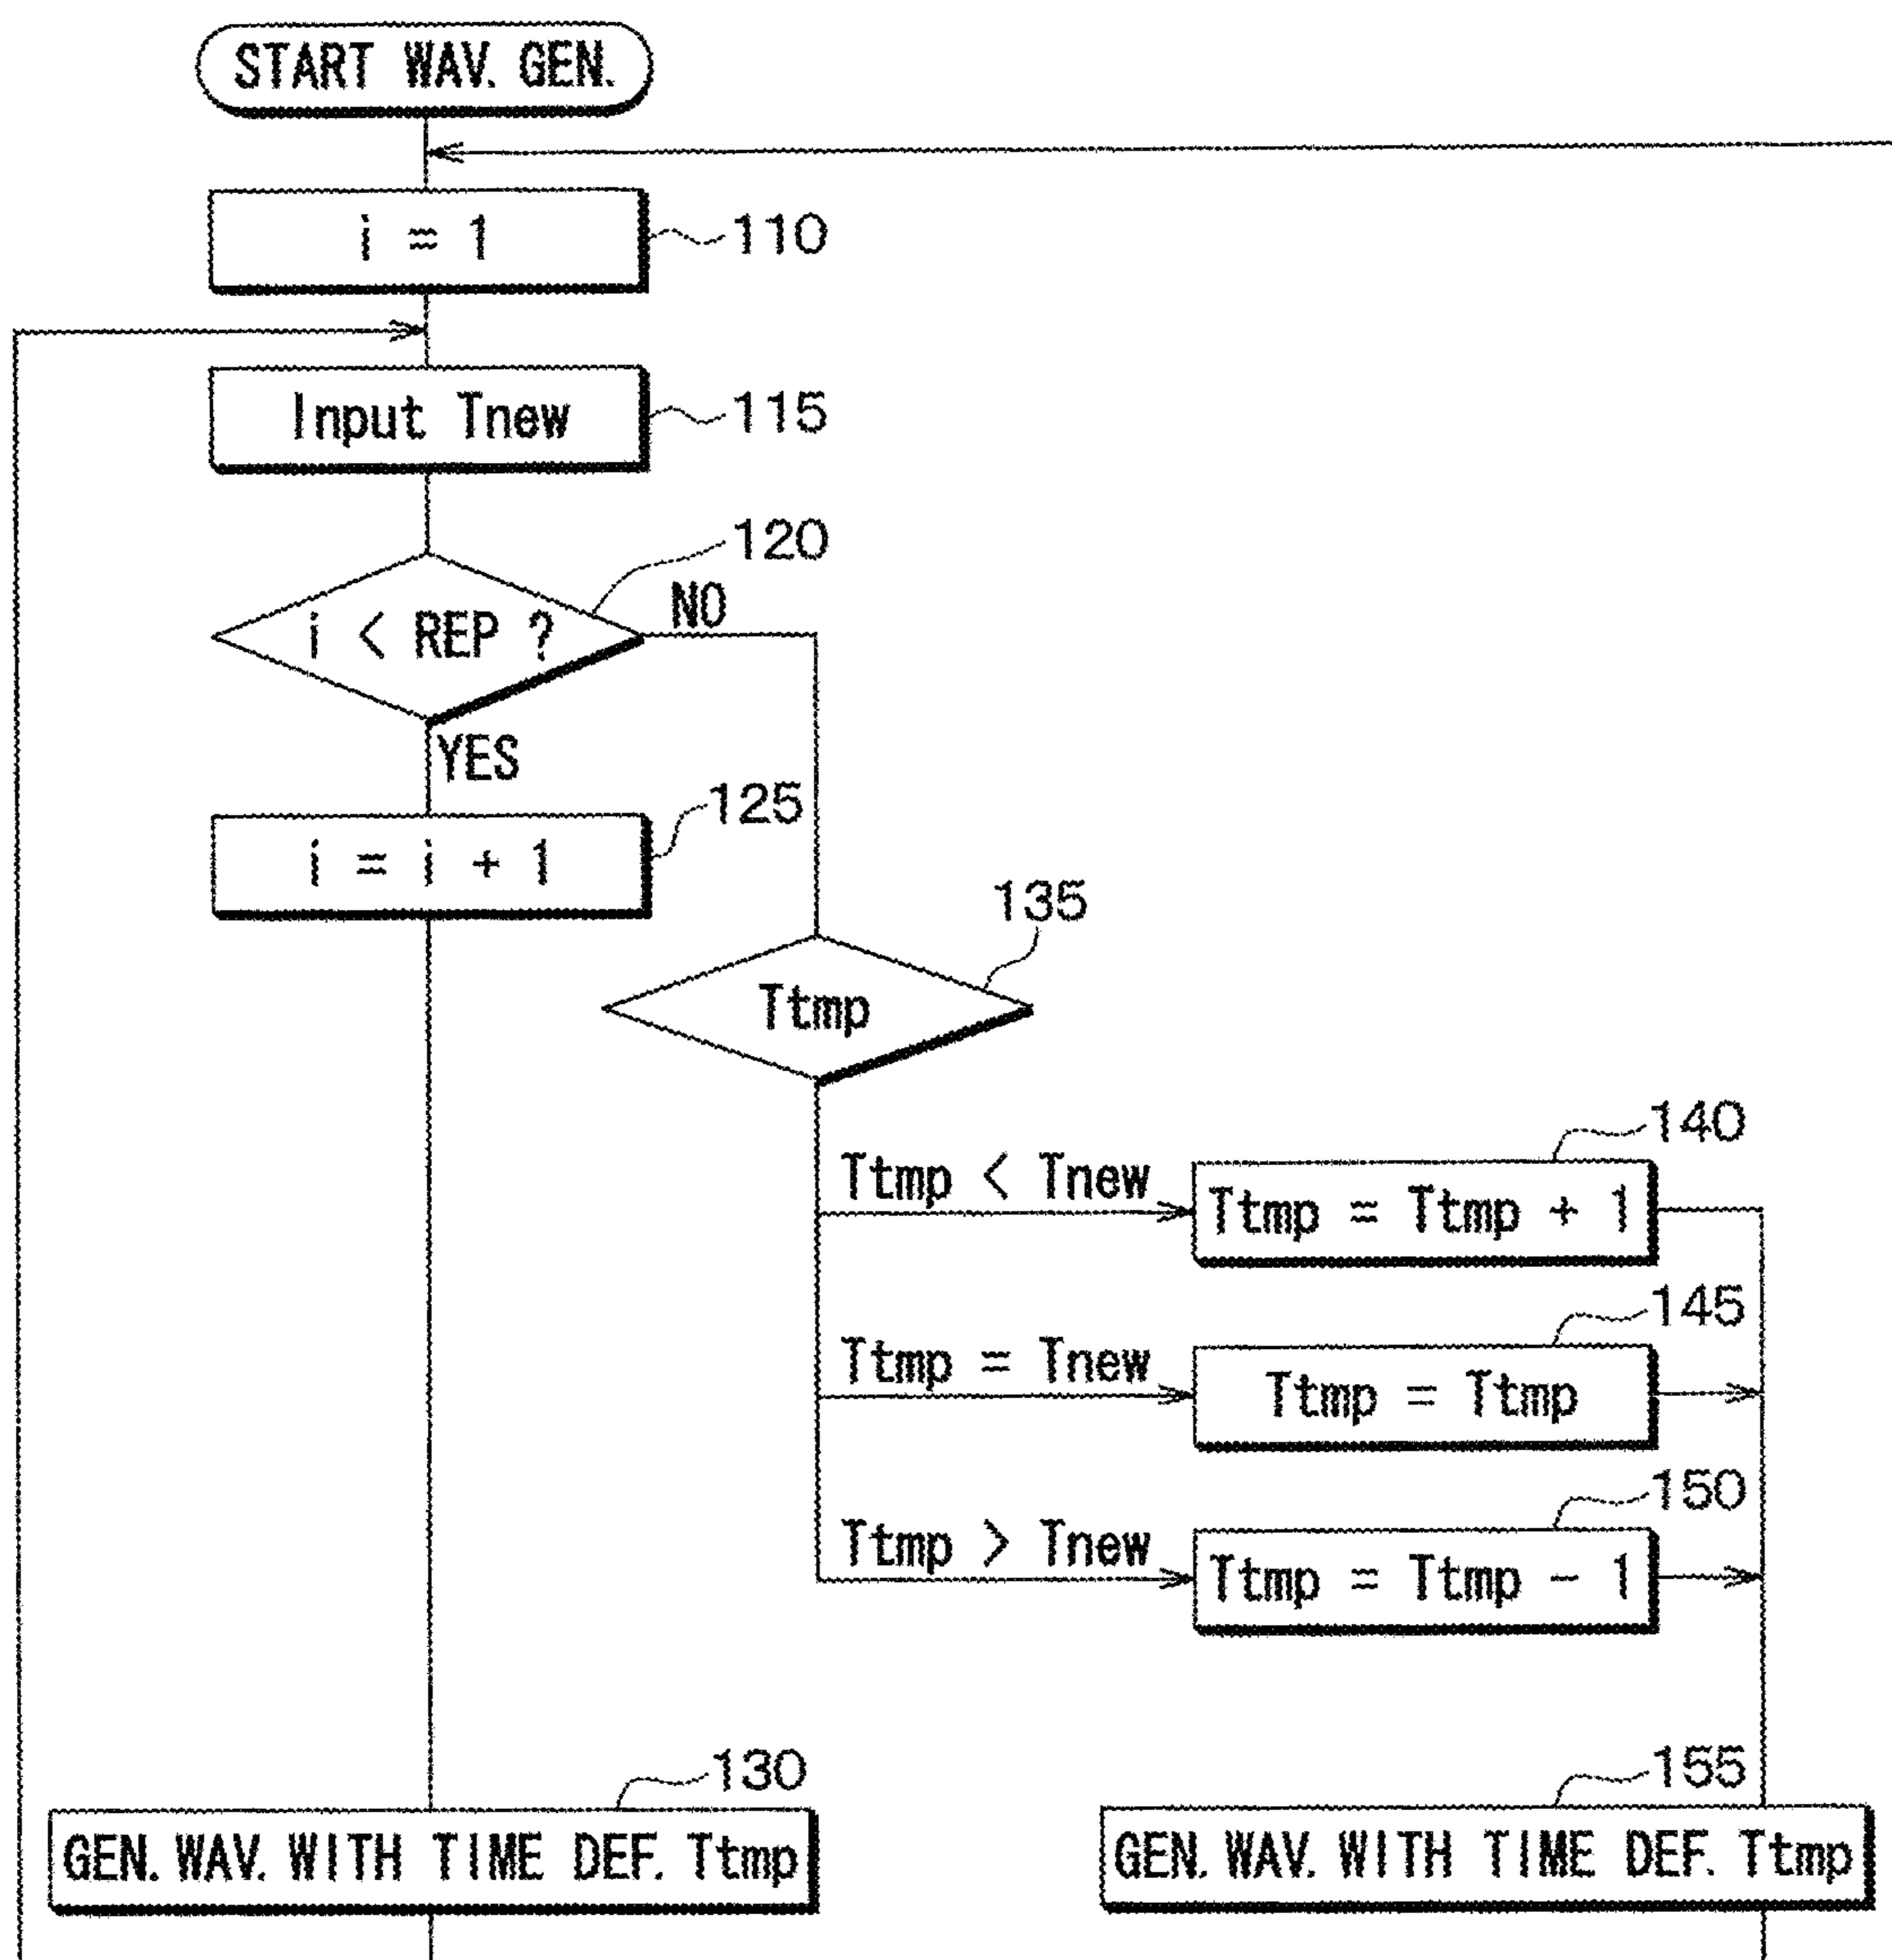 START WAV. GEN.
i = 1
110
Input Tnew
115
120
i < REP ?
NO
YES
125
i = i + 1
135
Ttmp
140
Ttmp < Tnew
Ttmp = Ttmp + 1
145
Ttmp = Tnew
Ttmp = Ttmp
150
Ttmp > Tnew
Ttmp = Ttmp - 1
130
GEN. WAV. WITH TIME DEF. Ttmp
155
GEN. WAV. WITH TIME DEF. Ttmp